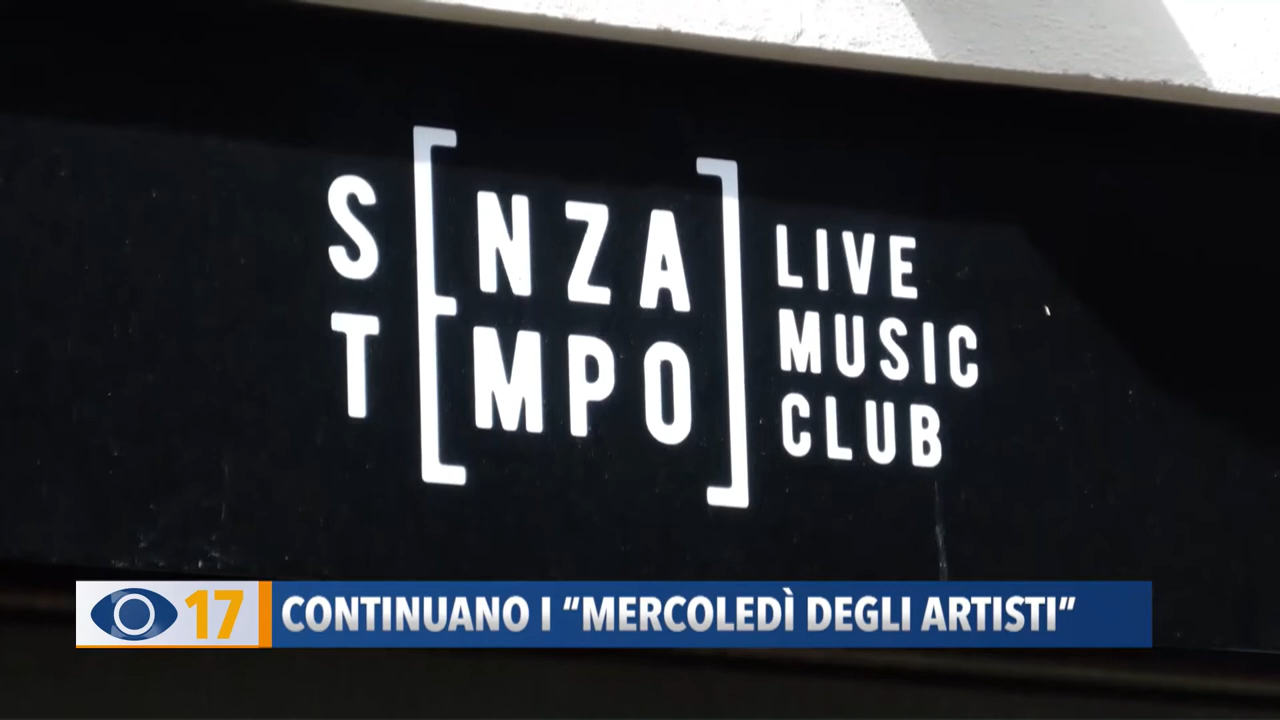 S[NZA]
T[MPO]
LIVE
MUSIC
CLUB
17 CONTINUANO I “MERCOLEDÌ DEGLI ARTISTI”